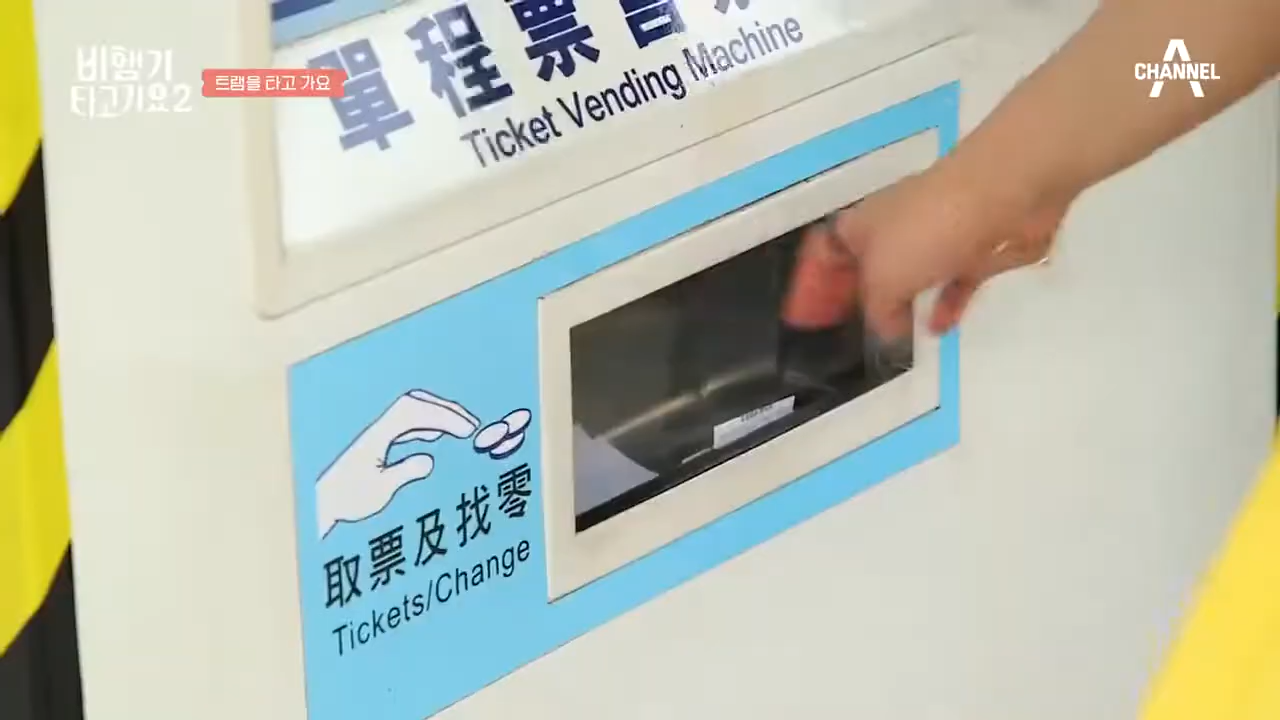 비행기
타고가요2
트램을 타고 가요
CHANNEL A
單程票
Ticket Vending Machine
取票及找零
Tickets/Change